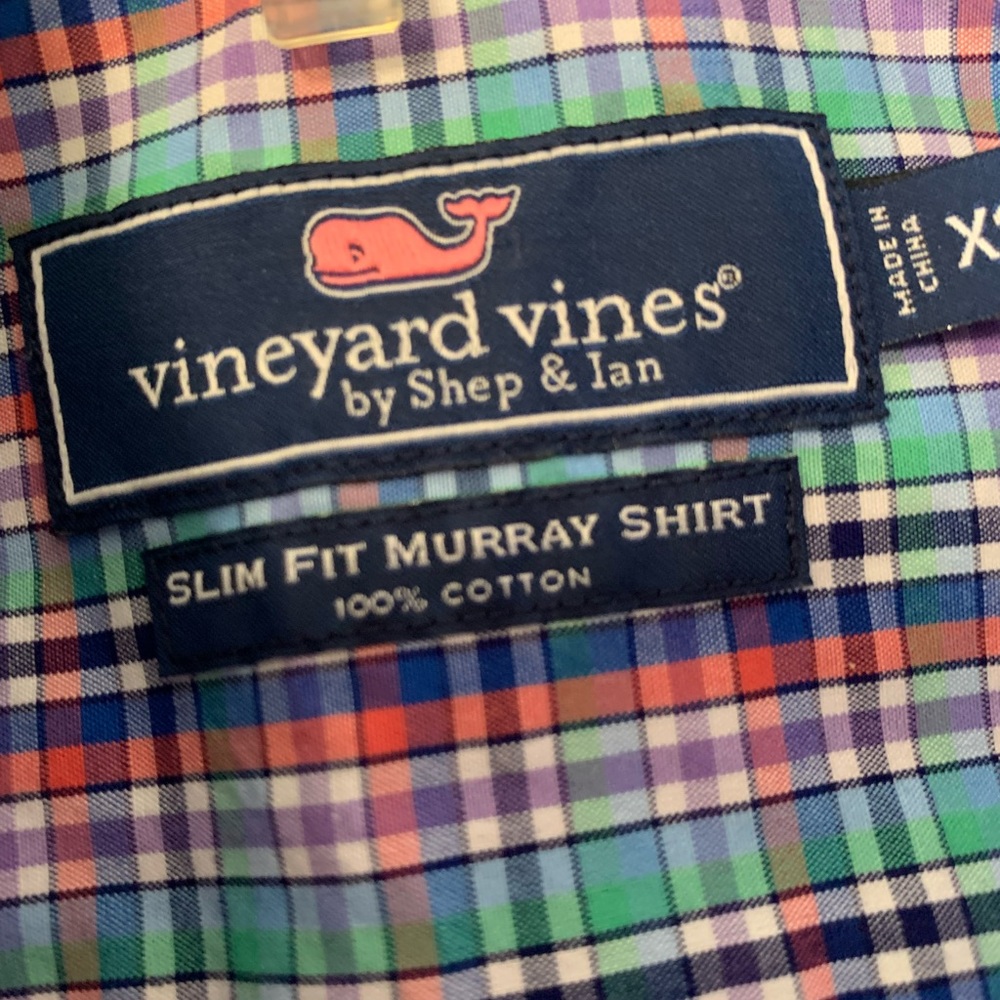 vineyard vines®
by Shep & Ian
SLIM FIT MURRAY SHIRT
100% COTTON
MADE IN
CHINA